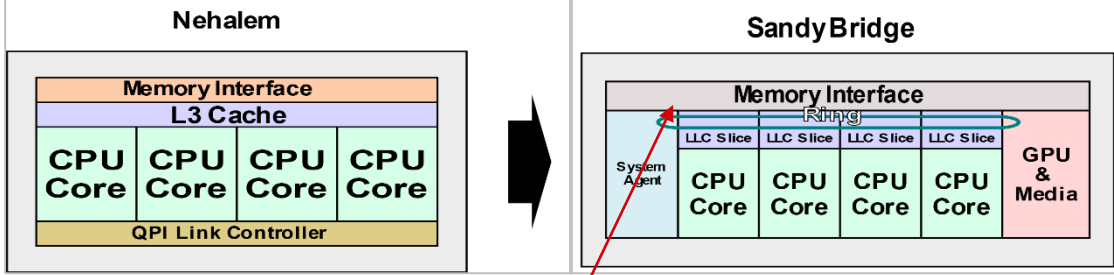 Nehalem
Memory Interface
L3 Cache
CPU Core
CPU Core
CPU Core
CPU Core
QPI Link Controller
Sandy Bridge
Memory Interface
Ring
System Agent
LLC Slice
LLC Slice
LLC Slice
LLC Slice
CPU Core
CPU Core
CPU Core
CPU Core
GPU & Media